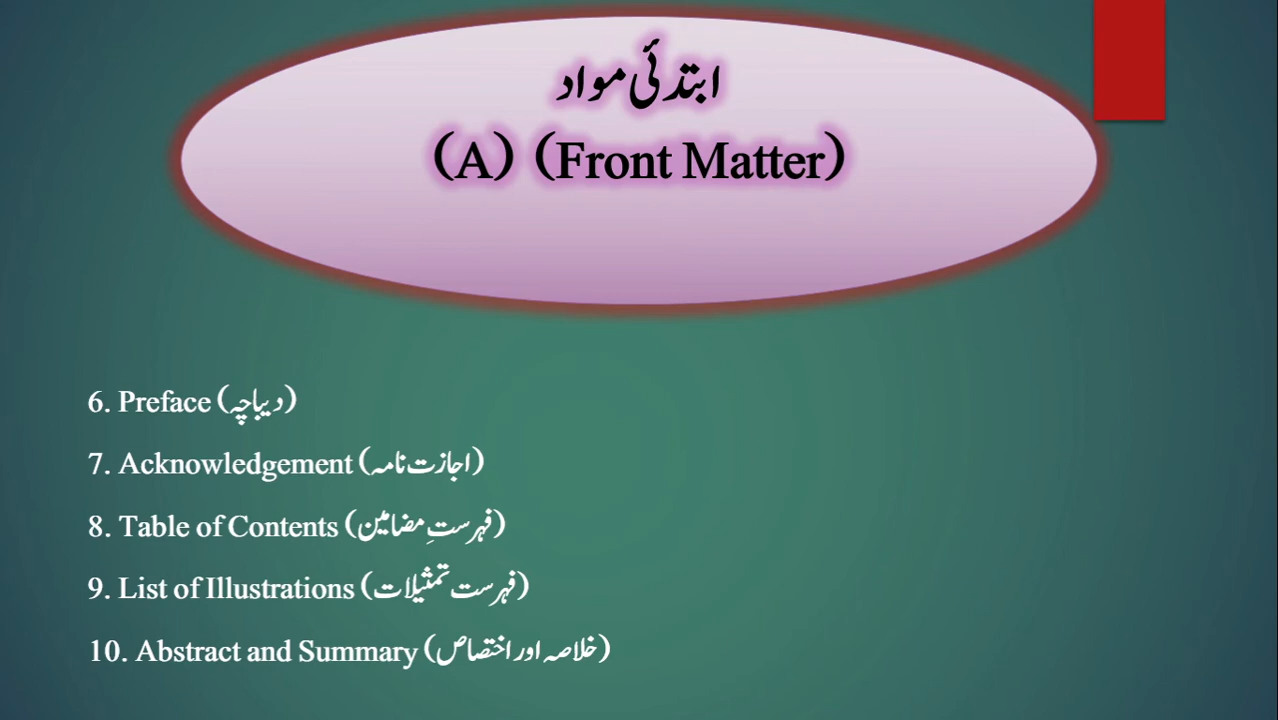 ابتدئی مواد
(A) (Front Matter)
6. Preface (دیباچہ)
7. Acknowledgement (اجازت نامہ)
8. Table of Contents (فہرستِ مضامین)
9. List of Illustrations (فہرست تمثیلات)
10. Abstract and Summary (خلاصہ اور اختصاص)